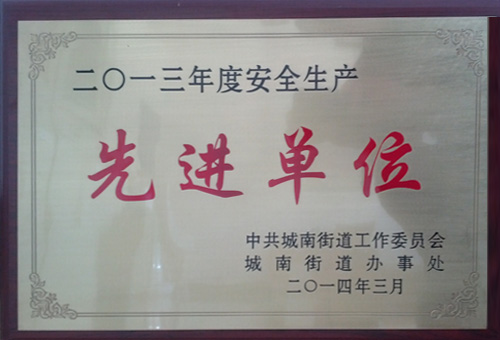 二〇一三年度安全生产
先进单位
中共城南街道工作委员会
城南街道办事处
二〇一四年三月